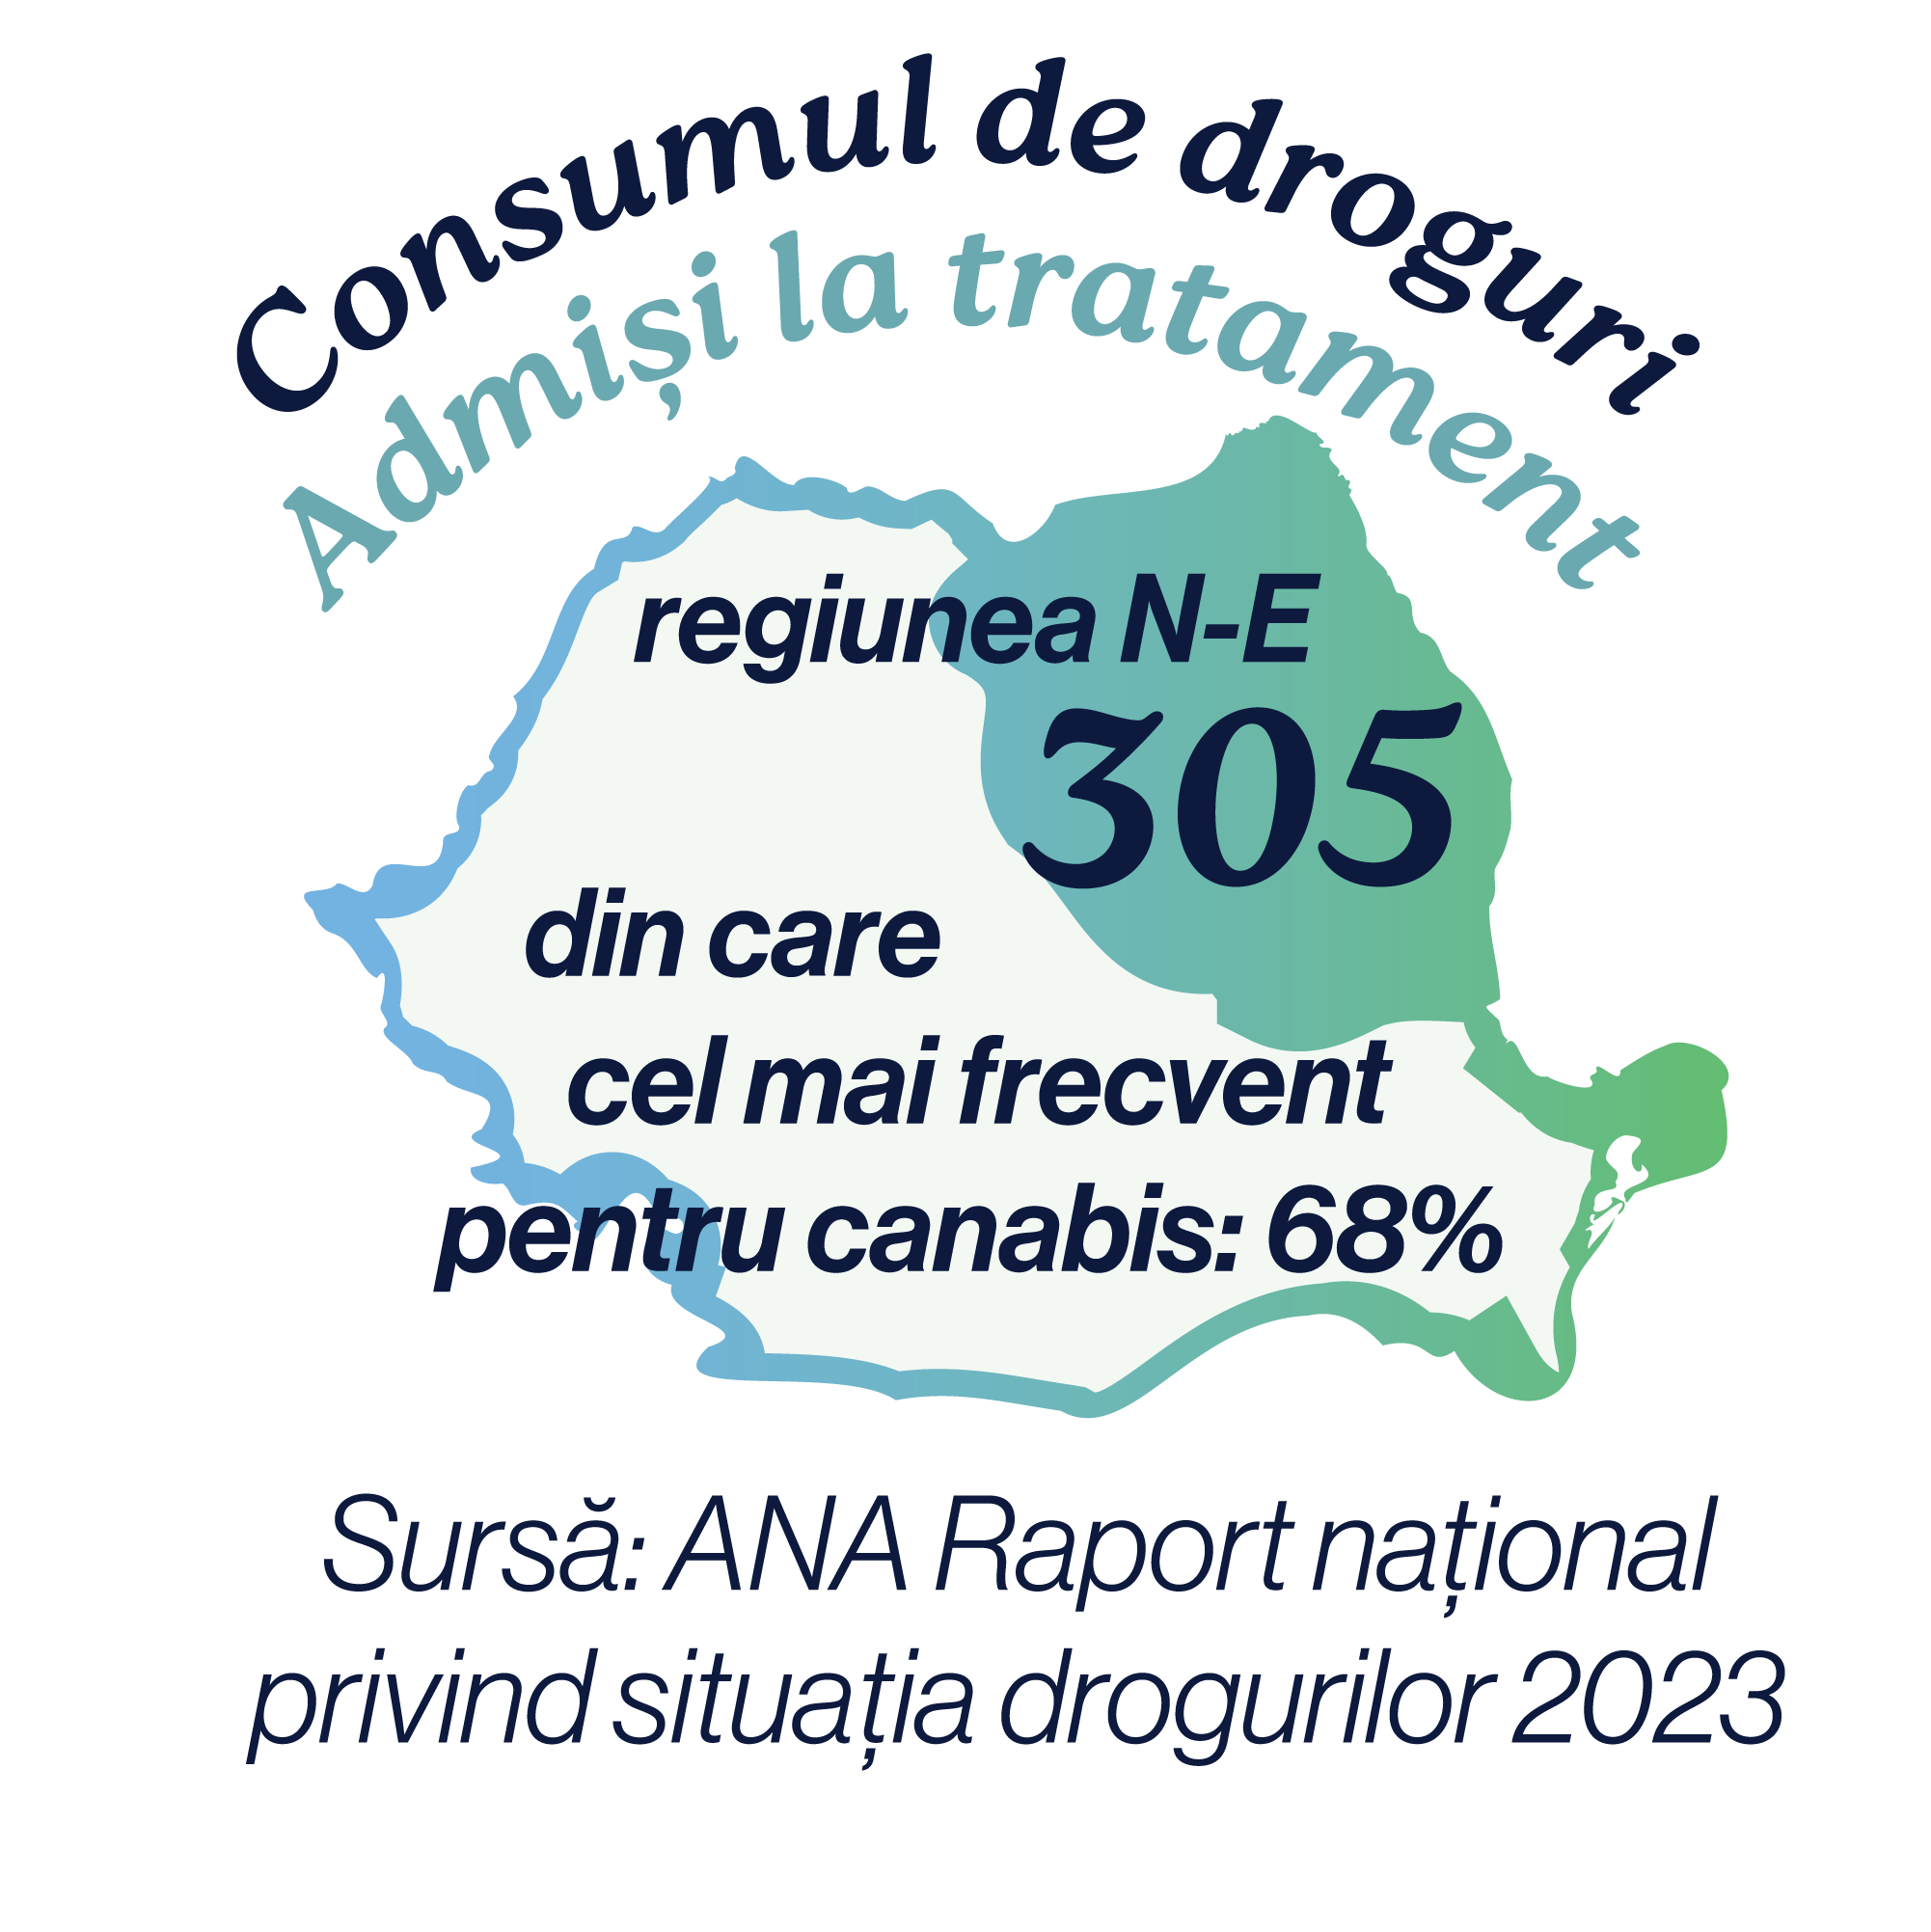 Consumul de droguri
Admiși la tratament
regiunea N-E
305
din care
cel mai frecvent
pentru canabis: 68%
Sursă: ANA Raport național
privind situația drogurilor 2023